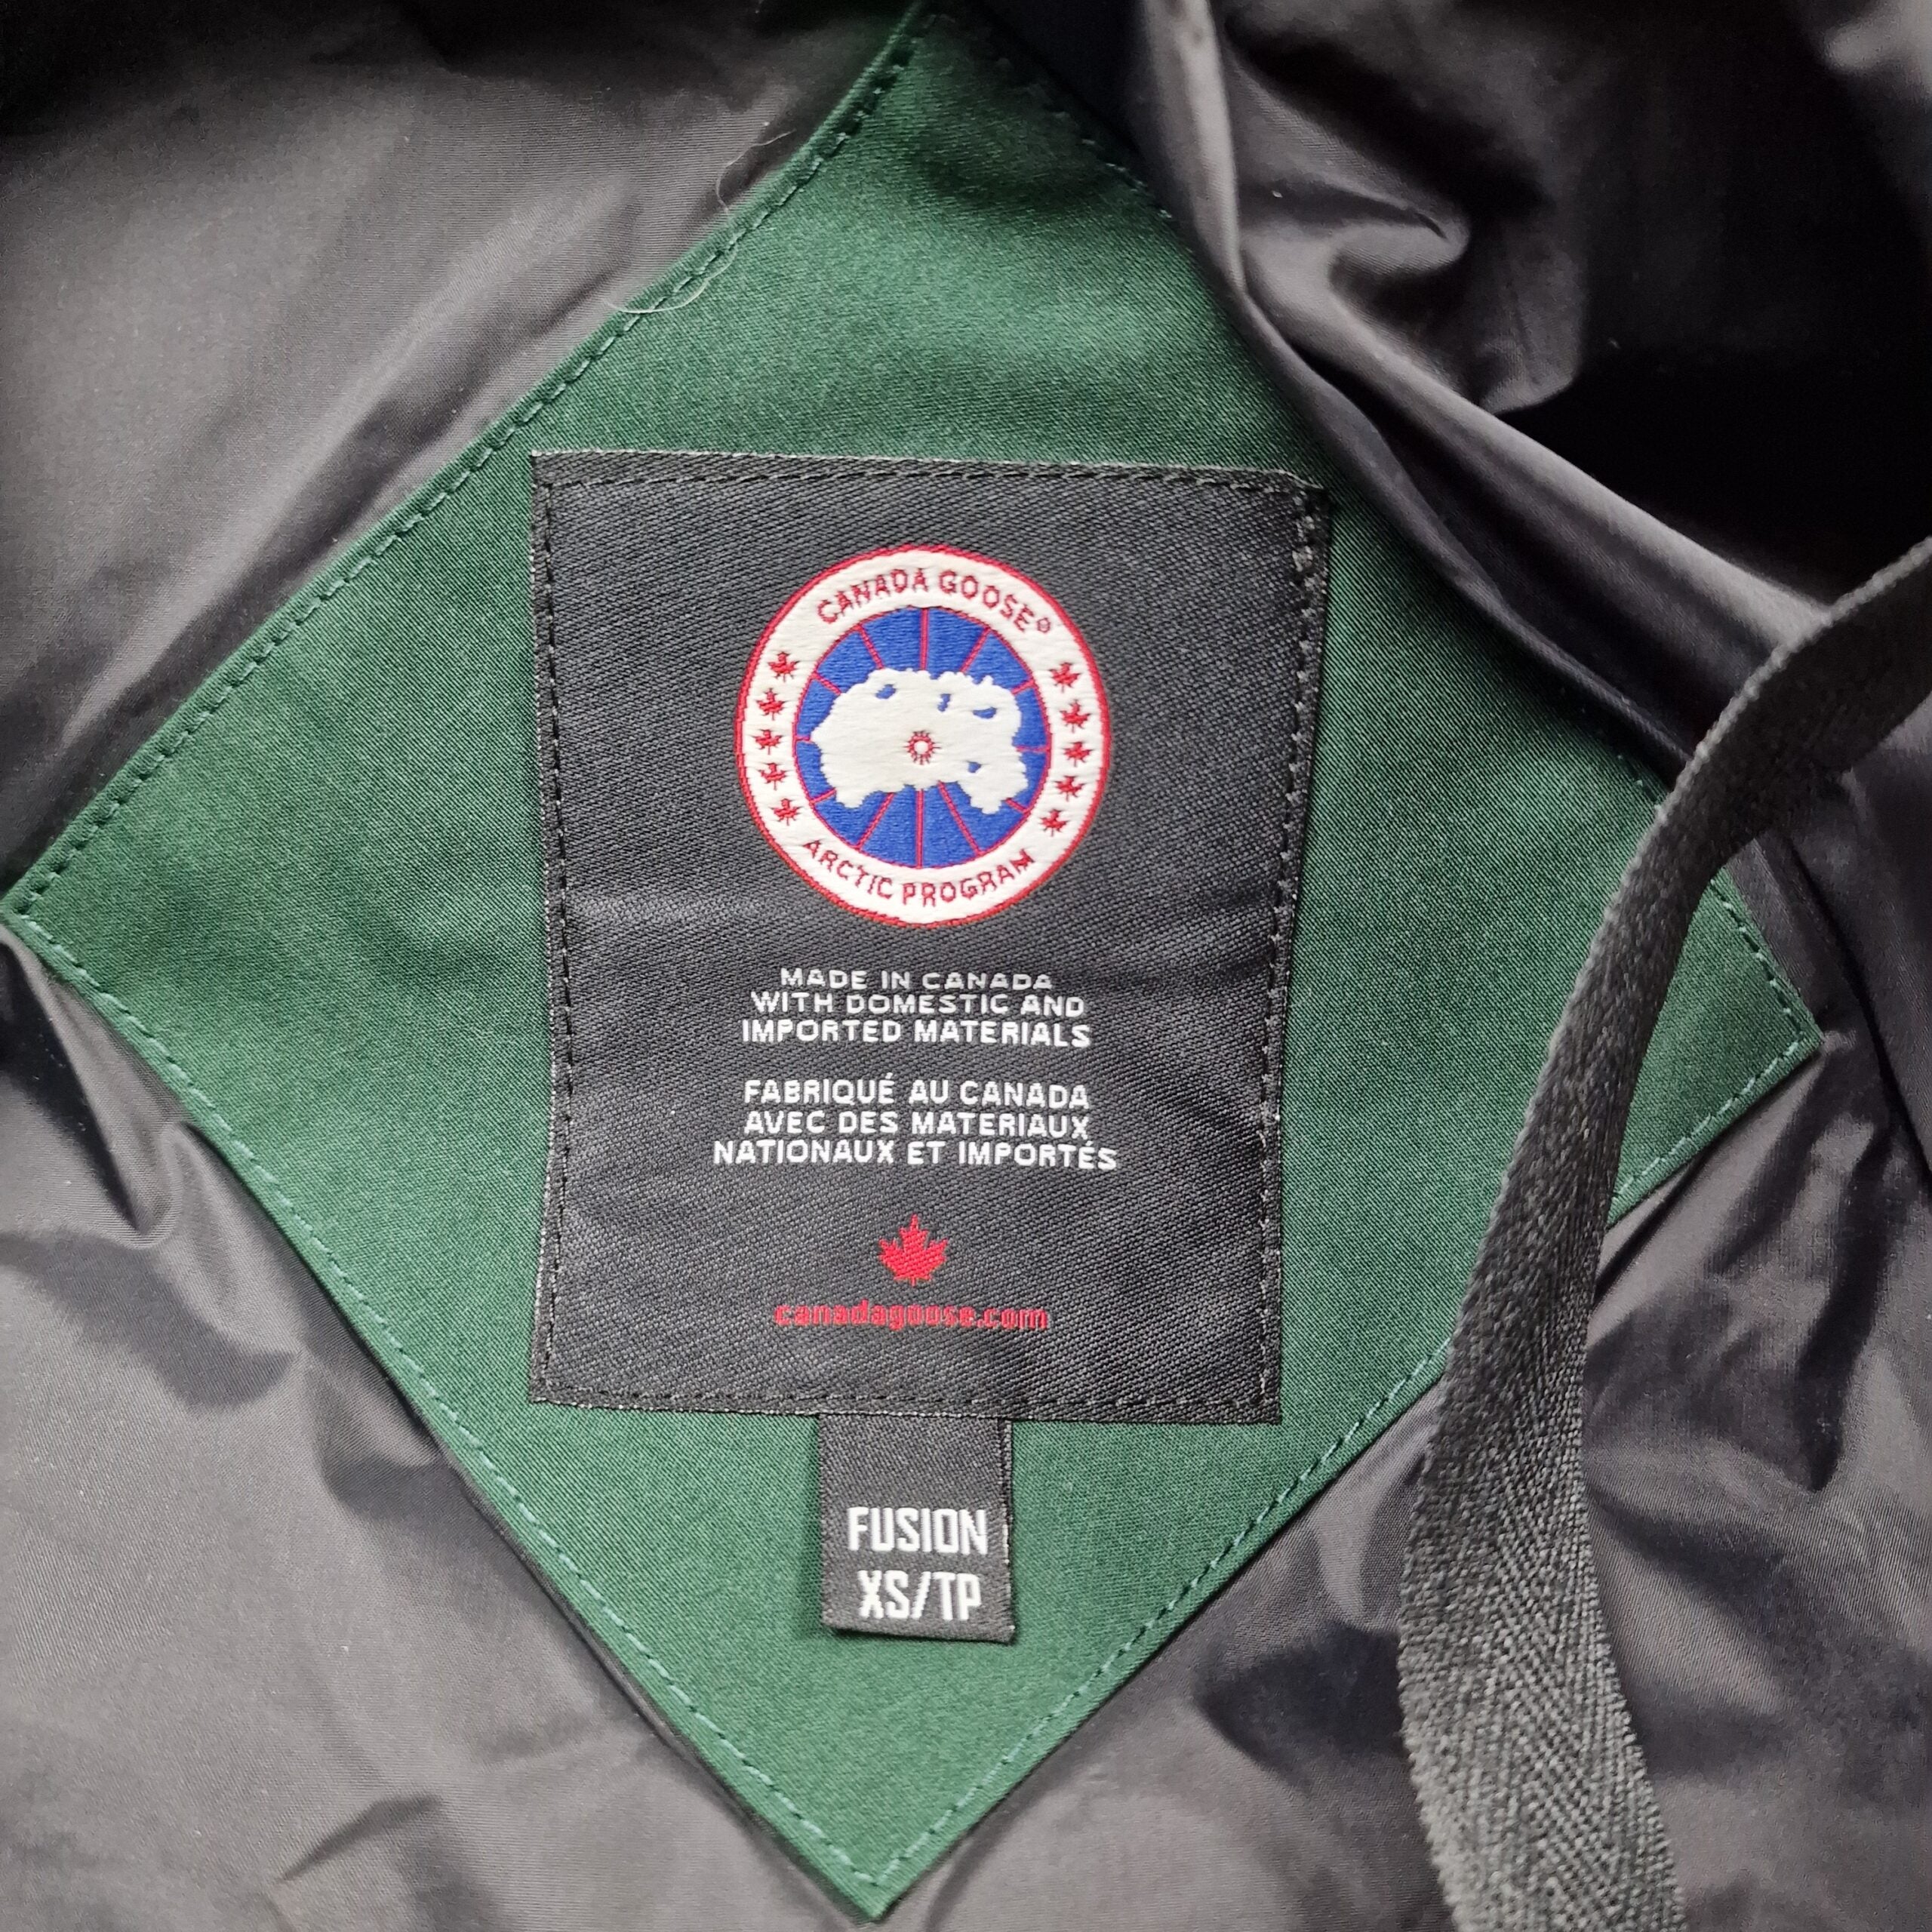 CANADA GOOSE®
ARCTIC PROGRAM
MADE IN CANADA
WITH DOMESTIC AND
IMPORTED MATERIALS
FABRIQUÉ AU CANADA
AVEC DES MATERIAUX
NATIONAUX ET IMPORTÉS
canadagoose.com
FUSION
XS/TP